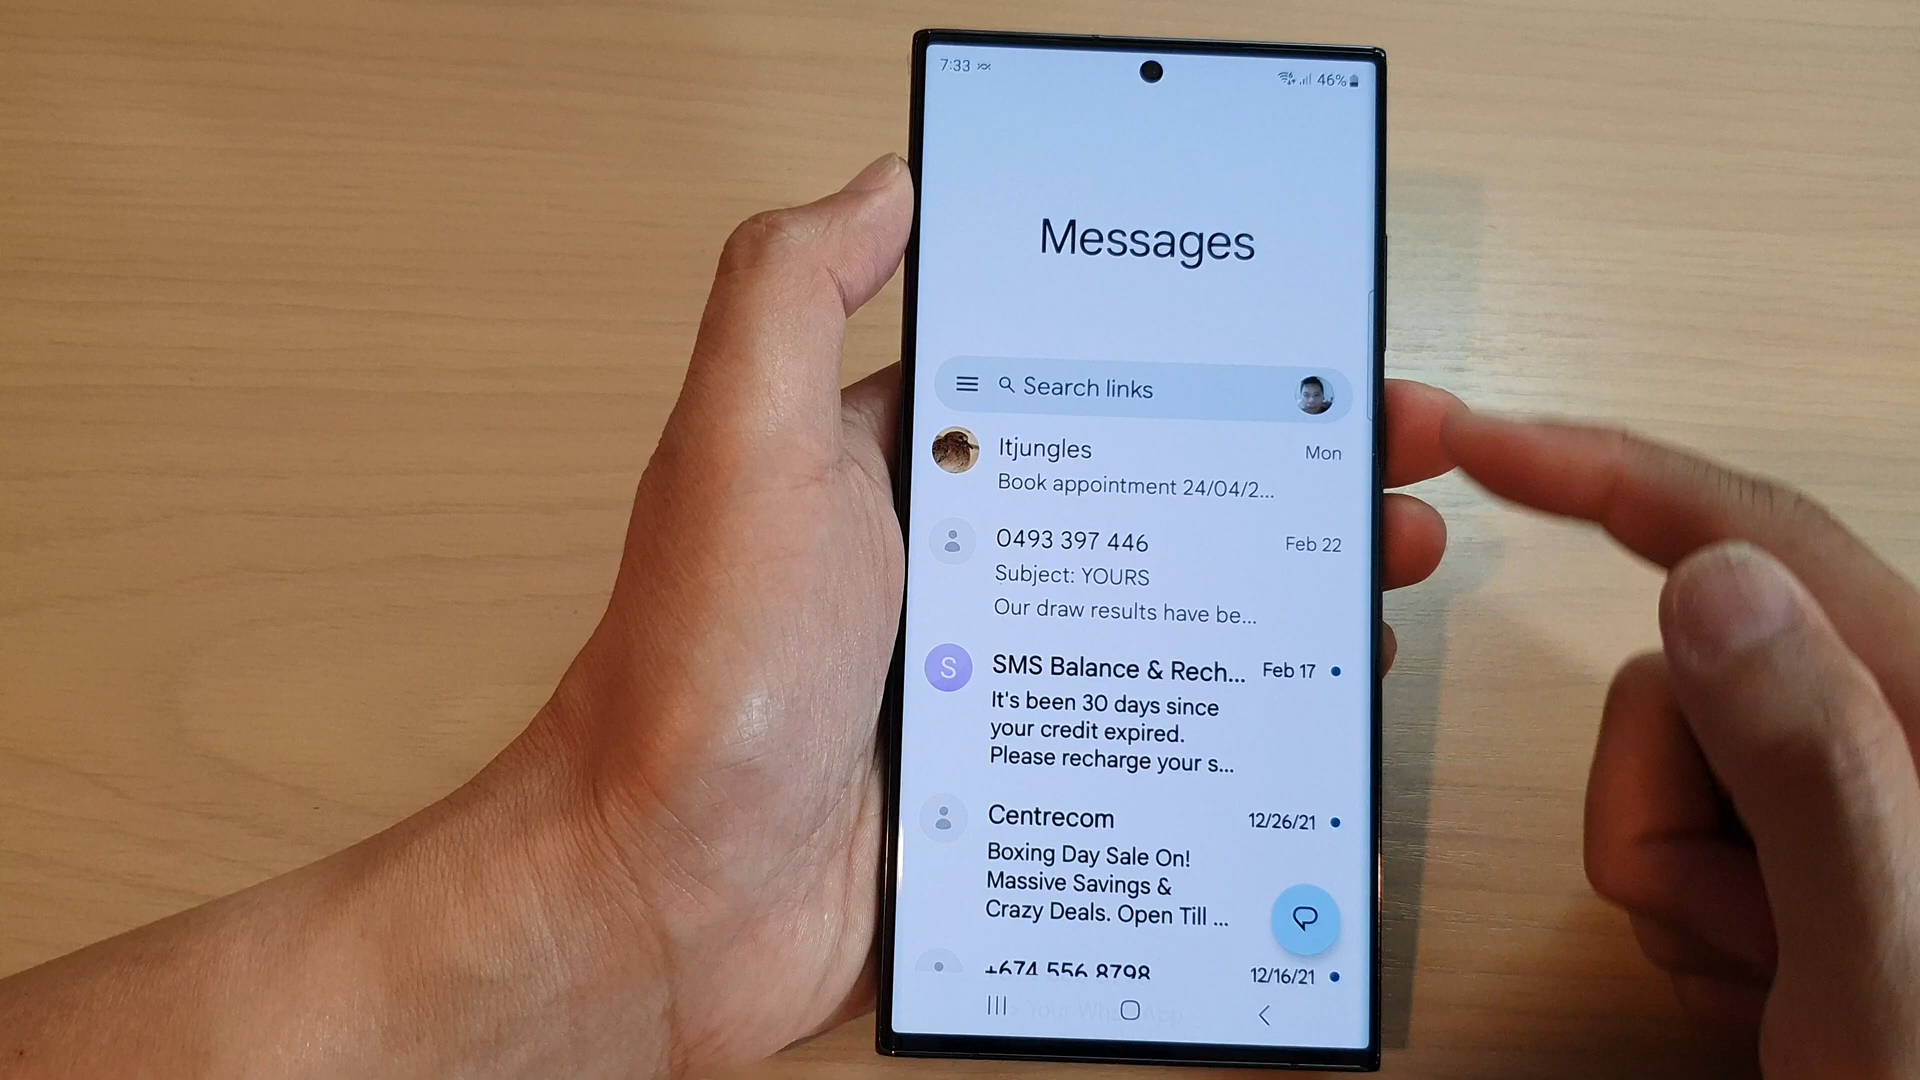 7:33
46%
Messages
Search links
Itjungles Mon
Book appointment 24/04/2...
0493 397 446 Feb 22
Subject: YOURS
Our draw results have be...
S SMS Balance & Rech... Feb 17
It's been 30 days since
your credit expired.
Please recharge your s...
Centrecom 12/26/21
Boxing Day Sale On!
Massive Savings &
Crazy Deals. Open Till ...
+674 556 8798 12/16/21